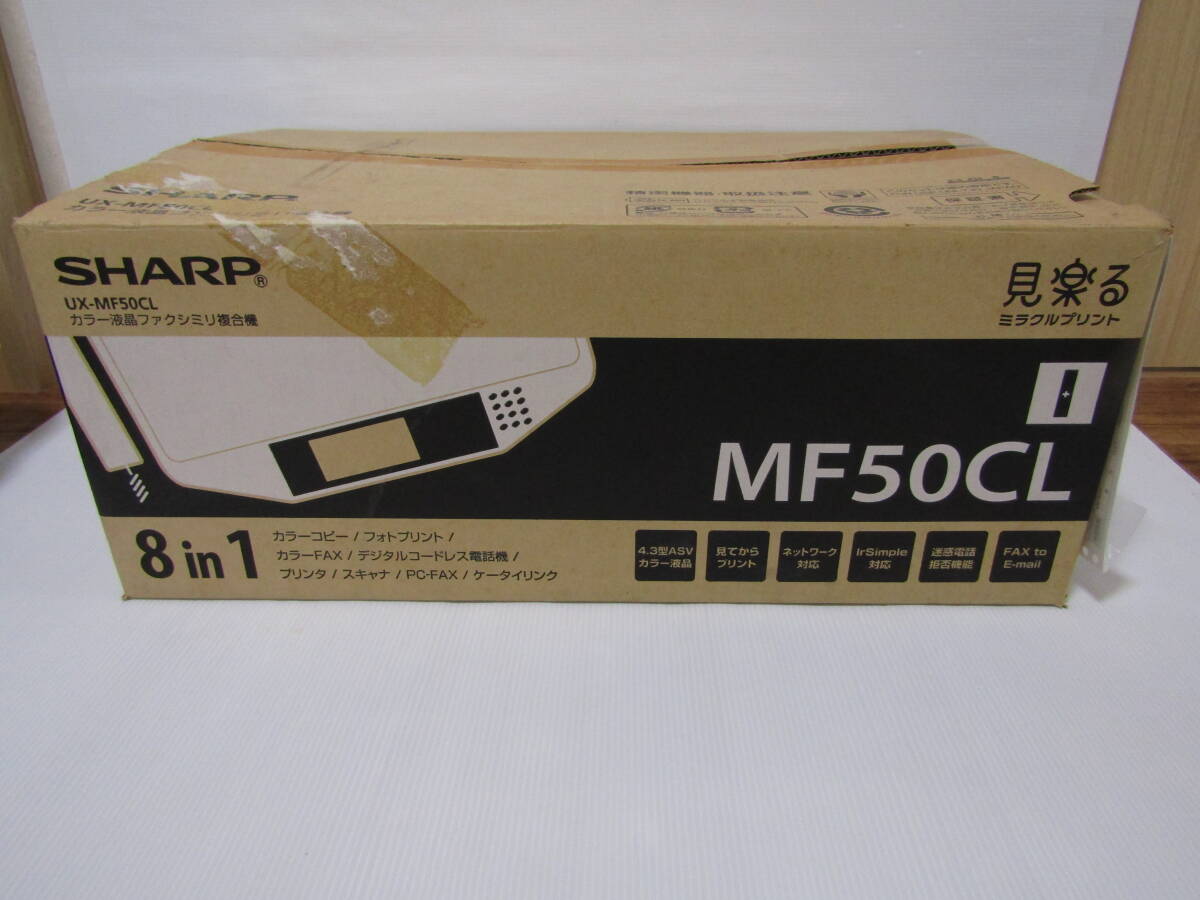 SHARP
UX-MF50CL
精密機器・取扱注意
SHARP®
UX-MF50CL
カラー液晶ファクシミリ複合機
見楽る
ミラクルプリント
MF50CL
8 in 1
カラーコピー / フォトプリント /
カラーFAX / デジタルコードレス電話機 /
プリンタ / スキャナ / PC-FAX / ケータイリンク
4.3型ASV
カラー液晶
見てから
プリント
ネットワーク
対応
IrSimple
対応
迷惑電話
拒否機能
FAX to
E-mail